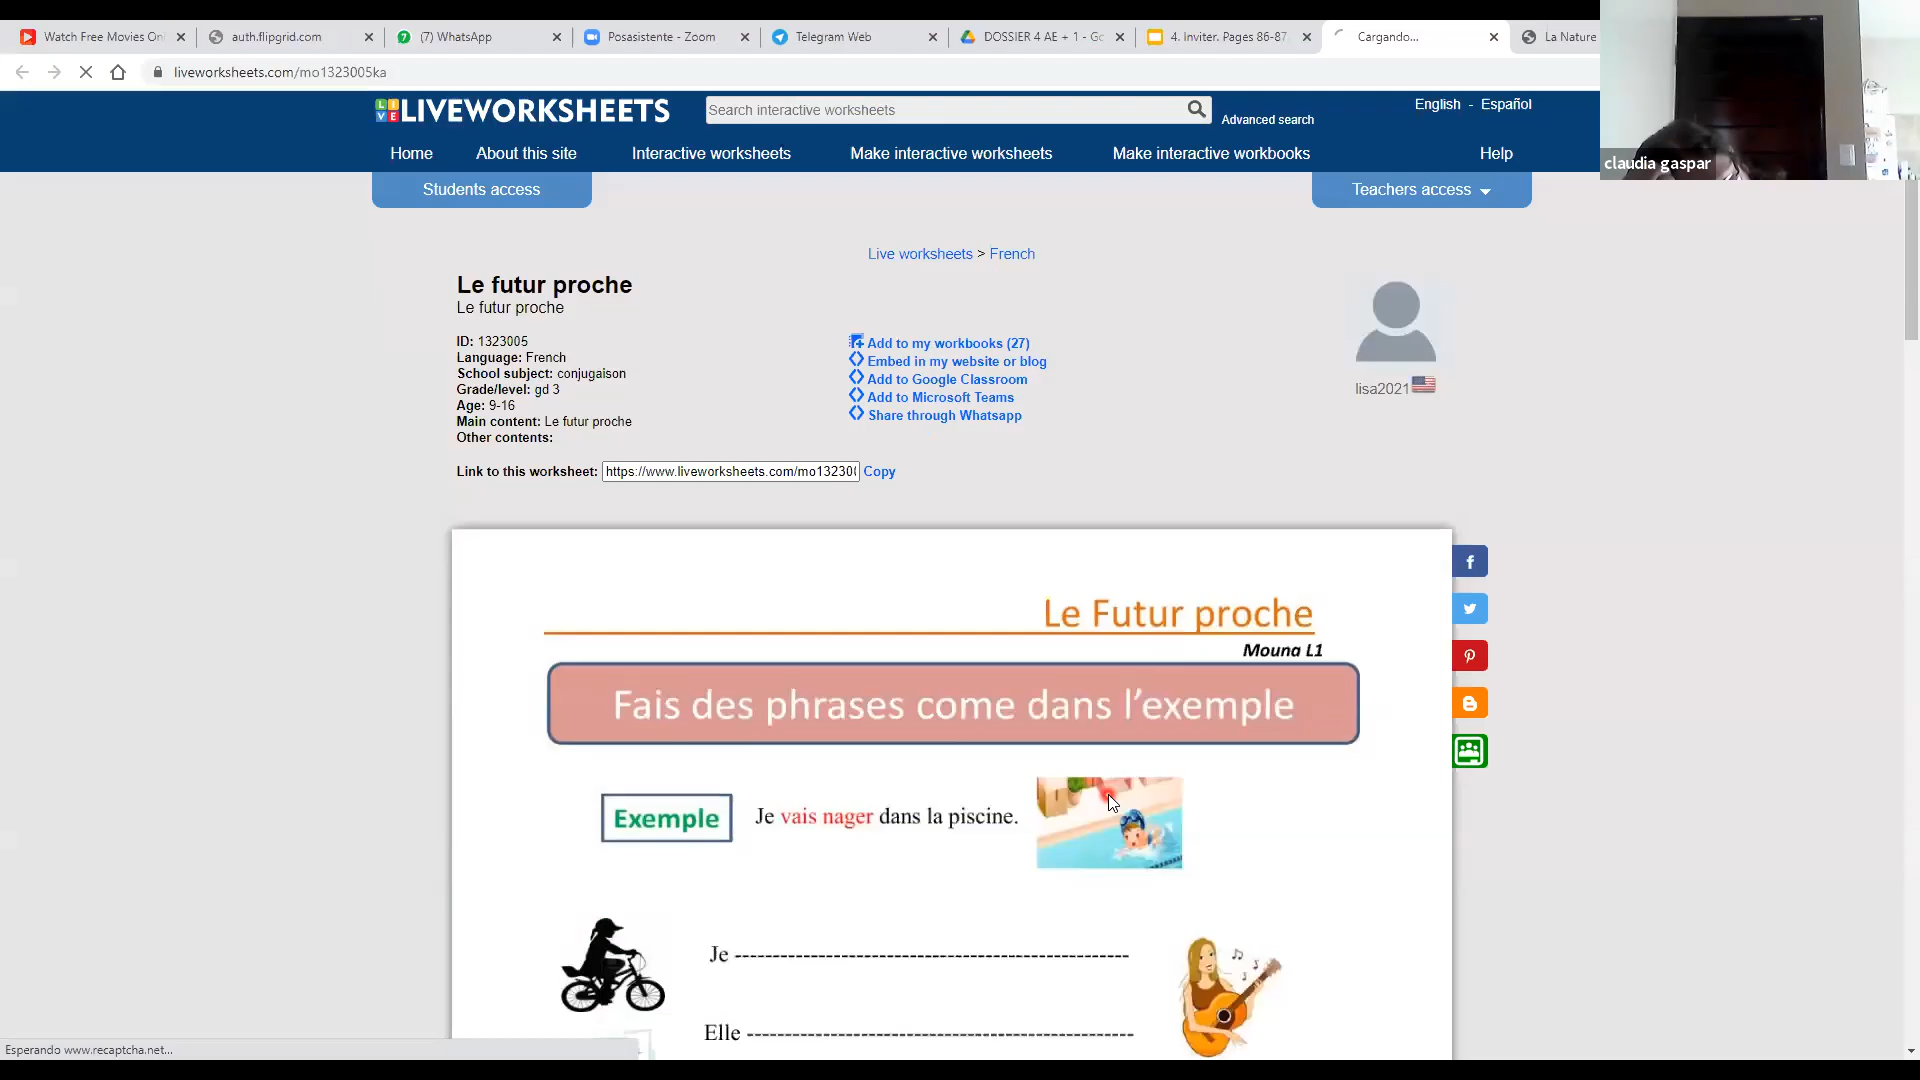 Watch Free Movies On
auth.flipgrid.com
7
(7) WhatsApp
Posasistente - Zoom
Telegram Web
DOSSIER 4 AE + 1 - Go
4. Inviter. Pages 86-87
Cargando...
La Nature
liveworksheets.com/mo1323005ka
LIVE
LIVEWORKSHEETS
Search interactive worksheets
Advanced search
English - Español
Home
About this site
Interactive worksheets
Make interactive worksheets
Make interactive workbooks
Help
claudia gaspar
Students access
Teachers access
Live worksheets > French
Le futur proche
Le futur proche
ID: 1323005
Language: French
School subject: conjugaison
Grade/level: gd 3
Age: 9-16
Main content: Le futur proche
Other contents:
Add to my workbooks (27)
Embed in my website or blog
Add to Google Classroom
Add to Microsoft Teams
Share through Whatsapp
lisa2021
Link to this worksheet: https://www.liveworksheets.com/mo132300 Copy
Le Futur proche
Mouna L1
Fais des phrases come dans l’exemple
Exemple
Je vais nager dans la piscine.
Je ---------------------------------------------------
Elle --------------------------------------------------
Esperando www.recaptcha.net...